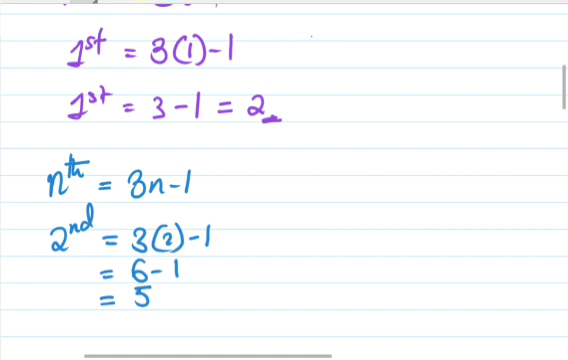 1st = 3(1)-1
1st = 3-1 = 2
nth = 3n-1
2nd = 3(2)-1
= 6-1
= 5